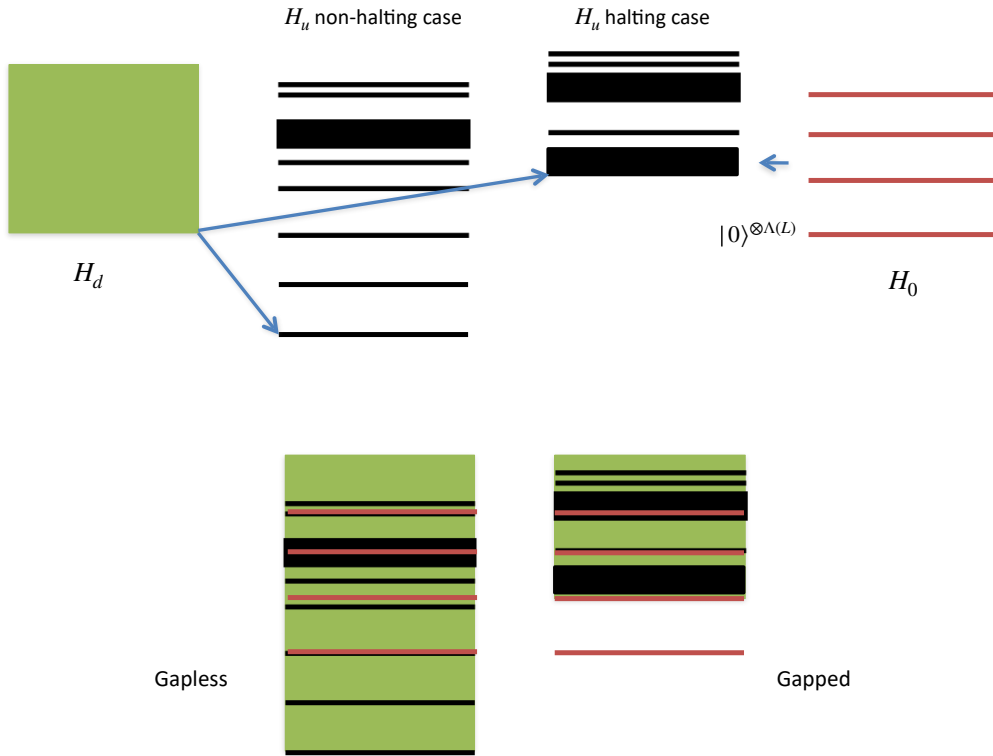 H_u non-halting case
H_u halting case
|0⟩^{⊗Λ(L)}
H_d
H_0
Gapless
Gapped